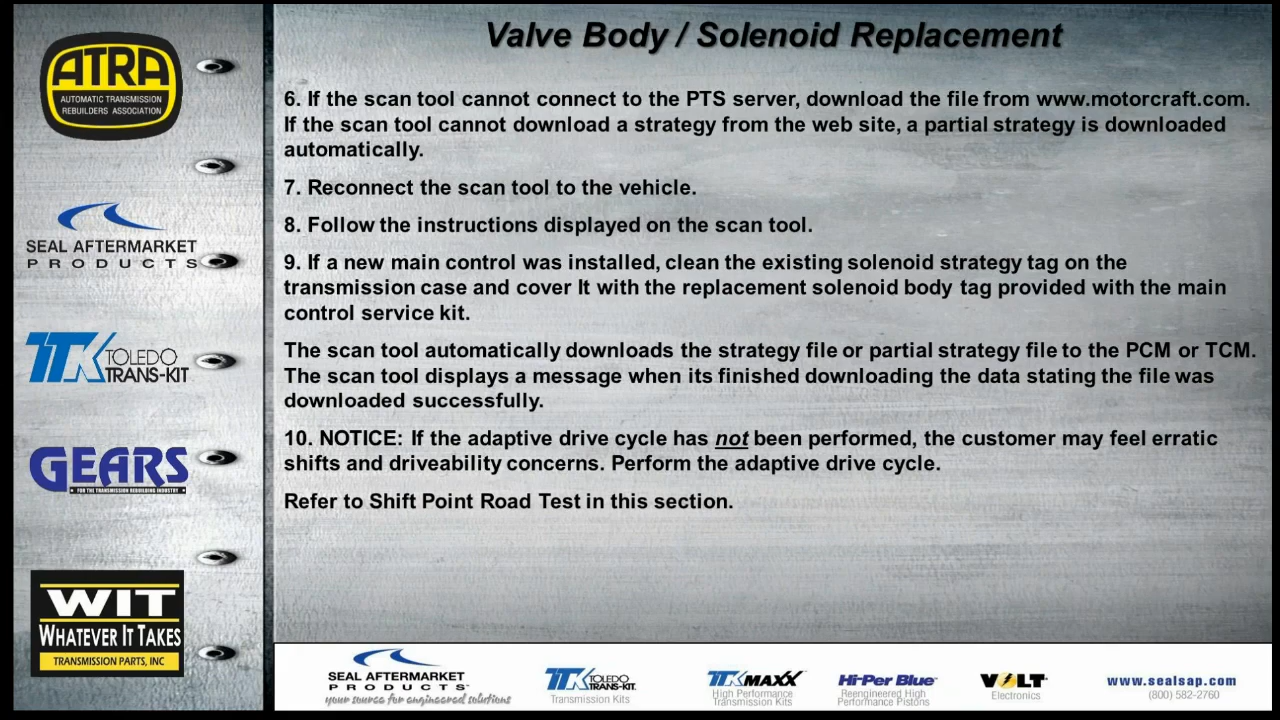 Valve Body / Solenoid Replacement
ATRA
AUTOMATIC TRANSMISSION
REBUILDERS ASSOCIATION
SEAL AFTERMARKET
PRODUCTS
TTK TOLEDO
TRANS-KIT
GEARS
FOR THE TRANSMISSION REBUILDING INDUSTRY
WIT
WHATEVER IT TAKES
TRANSMISSION PARTS, INC
6. If the scan tool cannot connect to the PTS server, download the file from www.motorcraft.com.
If the scan tool cannot download a strategy from the web site, a partial strategy is downloaded
automatically.
7. Reconnect the scan tool to the vehicle.
8. Follow the instructions displayed on the scan tool.
9. If a new main control was installed, clean the existing solenoid strategy tag on the
transmission case and cover It with the replacement solenoid body tag provided with the main
control service kit.
The scan tool automatically downloads the strategy file or partial strategy file to the PCM or TCM.
The scan tool displays a message when its finished downloading the data stating the file was
downloaded successfully.
10. NOTICE: If the adaptive drive cycle has not been performed, the customer may feel erratic
shifts and driveability concerns. Perform the adaptive drive cycle.
Refer to Shift Point Road Test in this section.
SEAL AFTERMARKET
PRODUCTS
your source for engineered solutions
TTK TOLEDO
TRANS-KIT
Transmission Kits
TTK MAXX
High Performance
Transmission Kits
Hi-Per Blue
Reengineered High
Performance Pistons
VOLT
Electronics
www.sealsap.com
(800) 582-2760